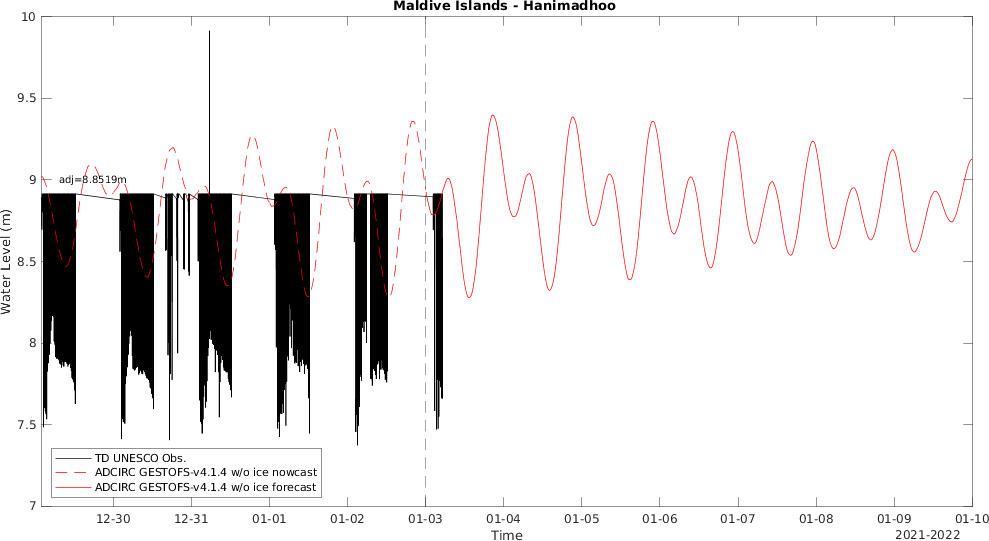 Maldive Islands - Hanimadhoo
10
9.5
9
8.5
8
7.5
7
Water Level (m)
adj=8.8519m
TD UNESCO Obs.
ADCIRC GESTOFS-v4.1.4 w/o ice nowcast
ADCIRC GESTOFS-v4.1.4 w/o ice forecast
12-30 12-31 01-01 01-02 01-03 01-04 01-05 01-06 01-07 01-08 01-09 01-10
Time
2021-2022